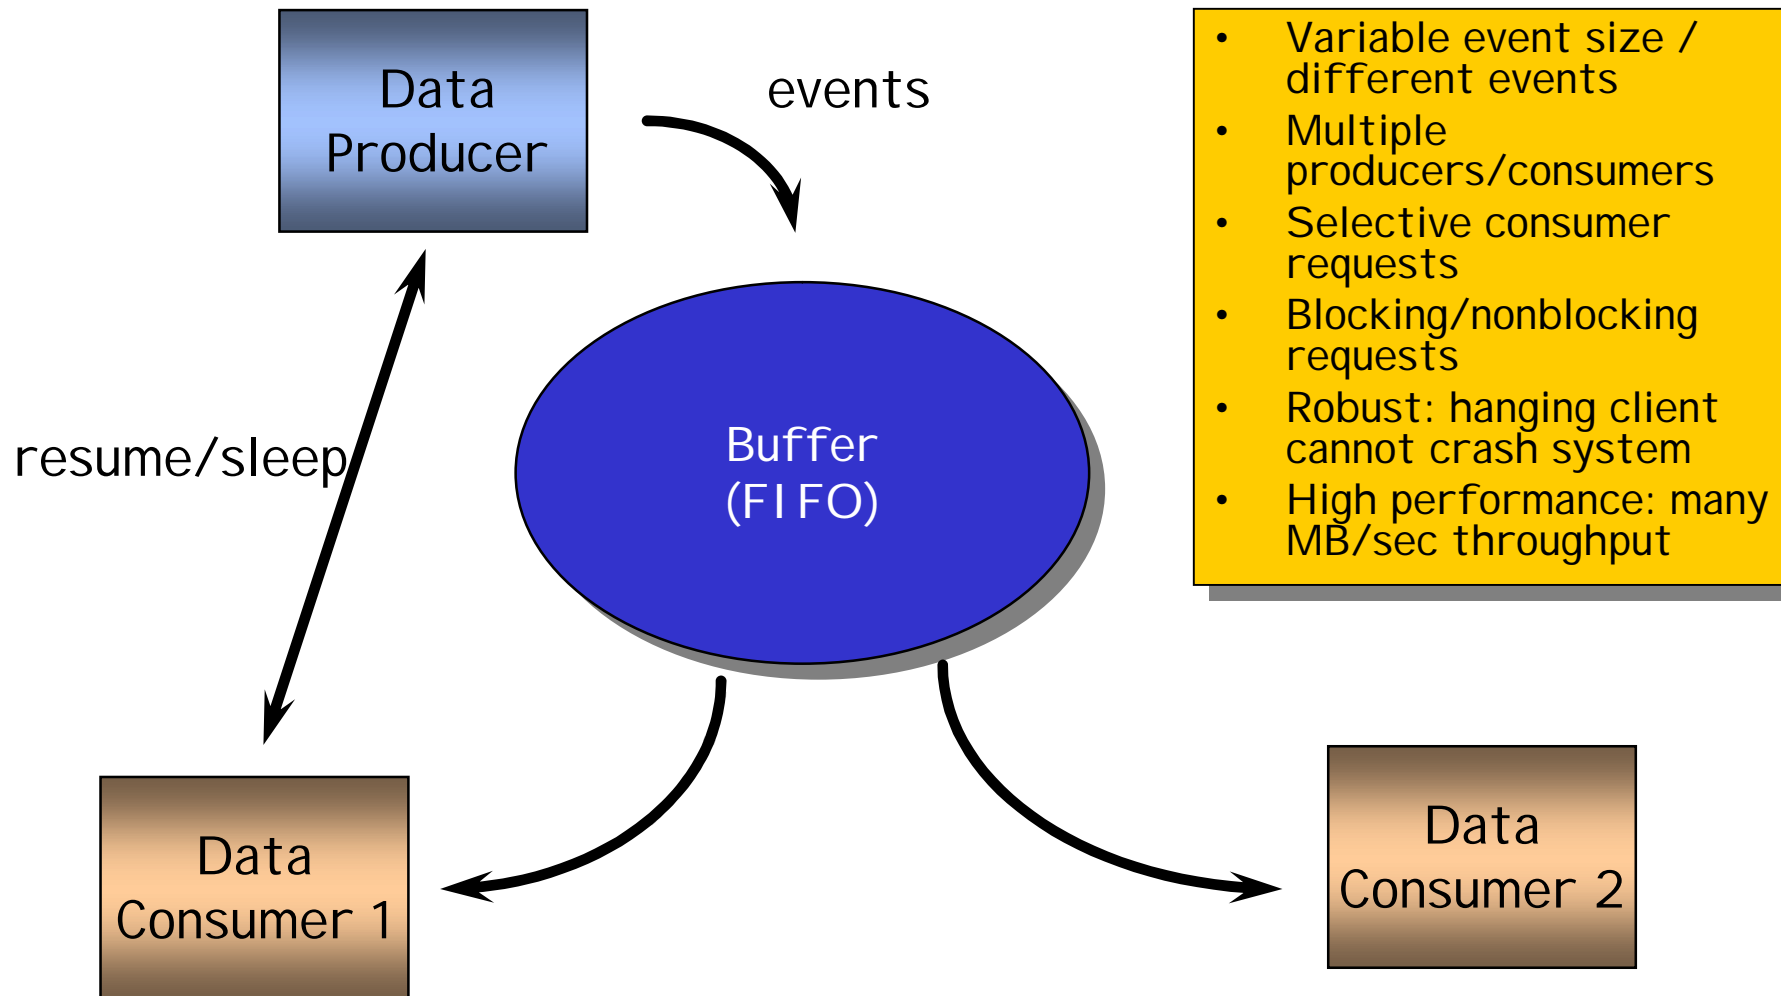 Data
Producer
events
• Variable event size /
different events
• Multiple
producers/consumers
• Selective consumer
requests
• Blocking/nonblocking
requests
• Robust: hanging client
cannot crash system
• High performance: many
MB/sec throughput
resume/sleep
Buffer
(FIFO)
Data
Consumer 1
Data
Consumer 2